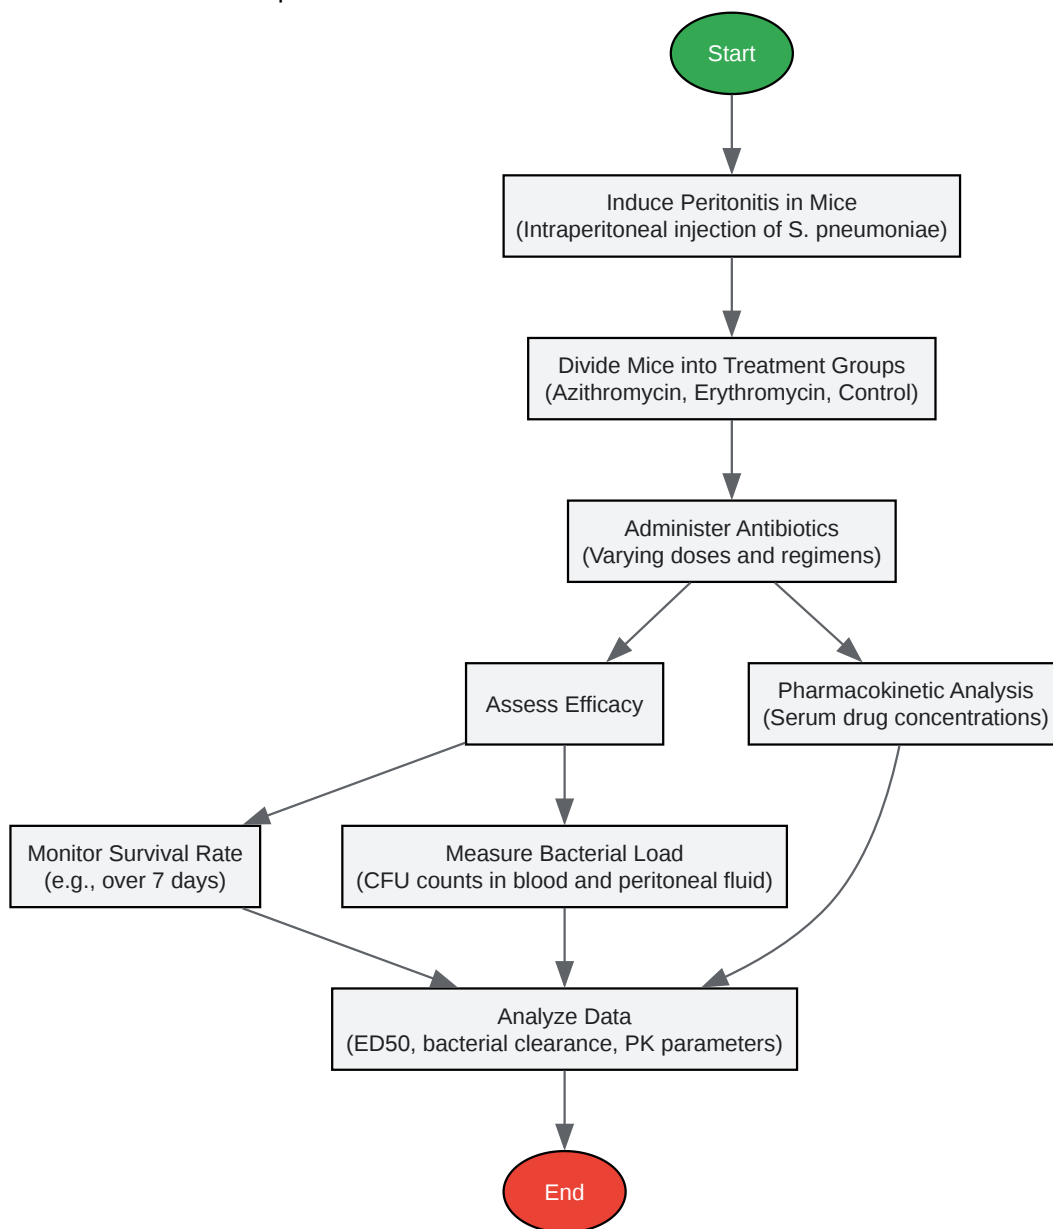 Start
Induce Peritonitis in Mice
(Intraperitoneal injection of S. pneumoniae)
Divide Mice into Treatment Groups
(Azithromycin, Erythromycin, Control)
Administer Antibiotics
(Varying doses and regimens)
Assess Efficacy
Pharmacokinetic Analysis
(Serum drug concentrations)
Monitor Survival Rate
(e.g., over 7 days)
Measure Bacterial Load
(CFU counts in blood and peritoneal fluid)
Analyze Data
(ED50, bacterial clearance, PK parameters)
End